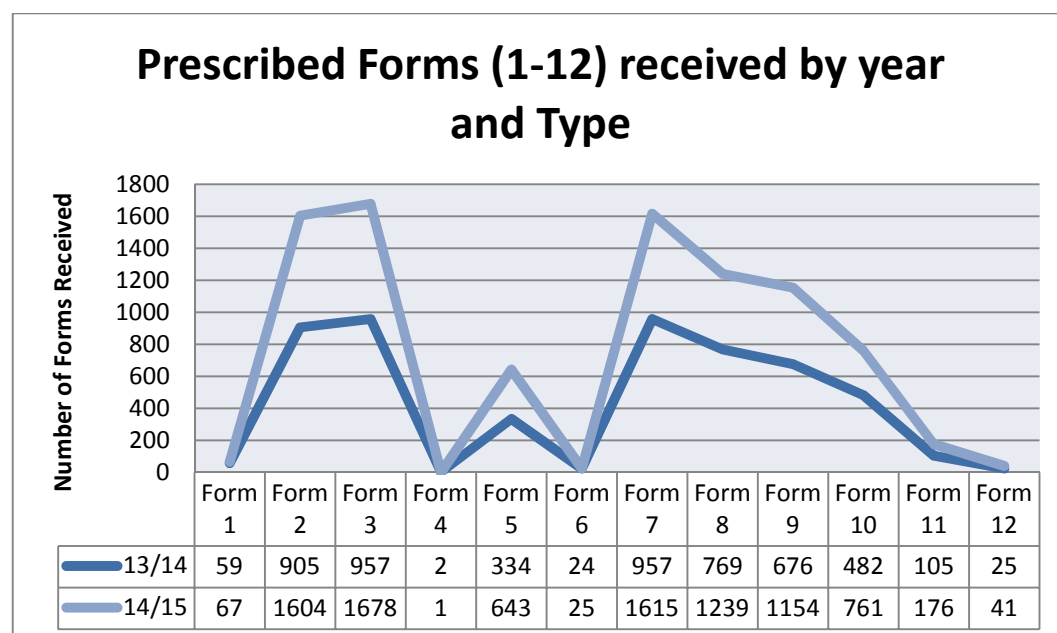 Prescribed Forms (1-12) received by year
and Type
Number of Forms Received
1800
1600
1400
1200
1000
800
600
400
200
0
Form Form Form Form Form Form Form Form Form Form Form Form
1 2 3 4 5 6 7 8 9 10 11 12
13/14 59 905 957 2 334 24 957 769 676 482 105 25
14/15 67 1604 1678 1 643 25 1615 1239 1154 761 176 41